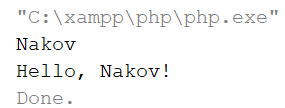 "C:\xampp\php\php.exe"
Nakov
Hello, Nakov!
Done.